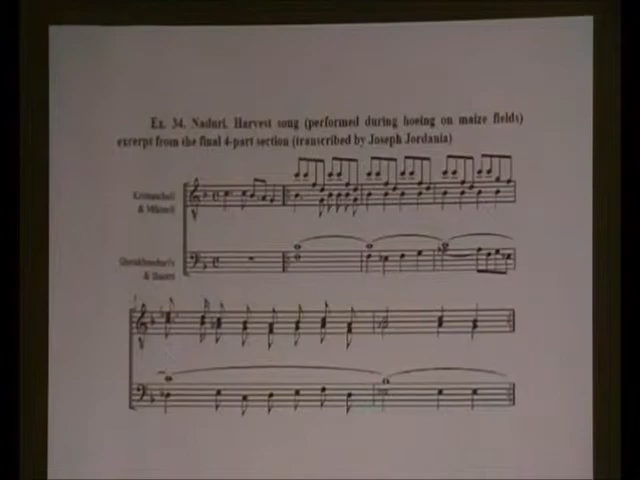 Ex. 34. Naduri. Harvest song (performed during hoeing on maize fields)
excerpt from the final 4-part section (transcribed by Joseph Jordania)
Krimanchuli
&
&